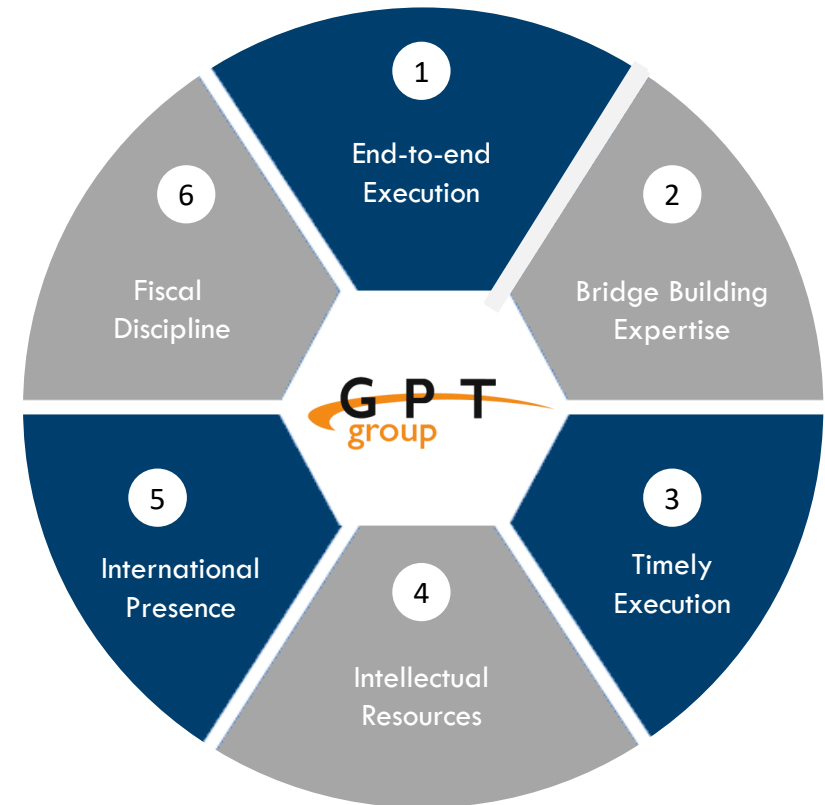 1
End-to-end
Execution
2
Bridge Building
Expertise
3
Timely
Execution
4
Intellectual
Resources
5
International
Presence
6
Fiscal
Discipline
G P T
group